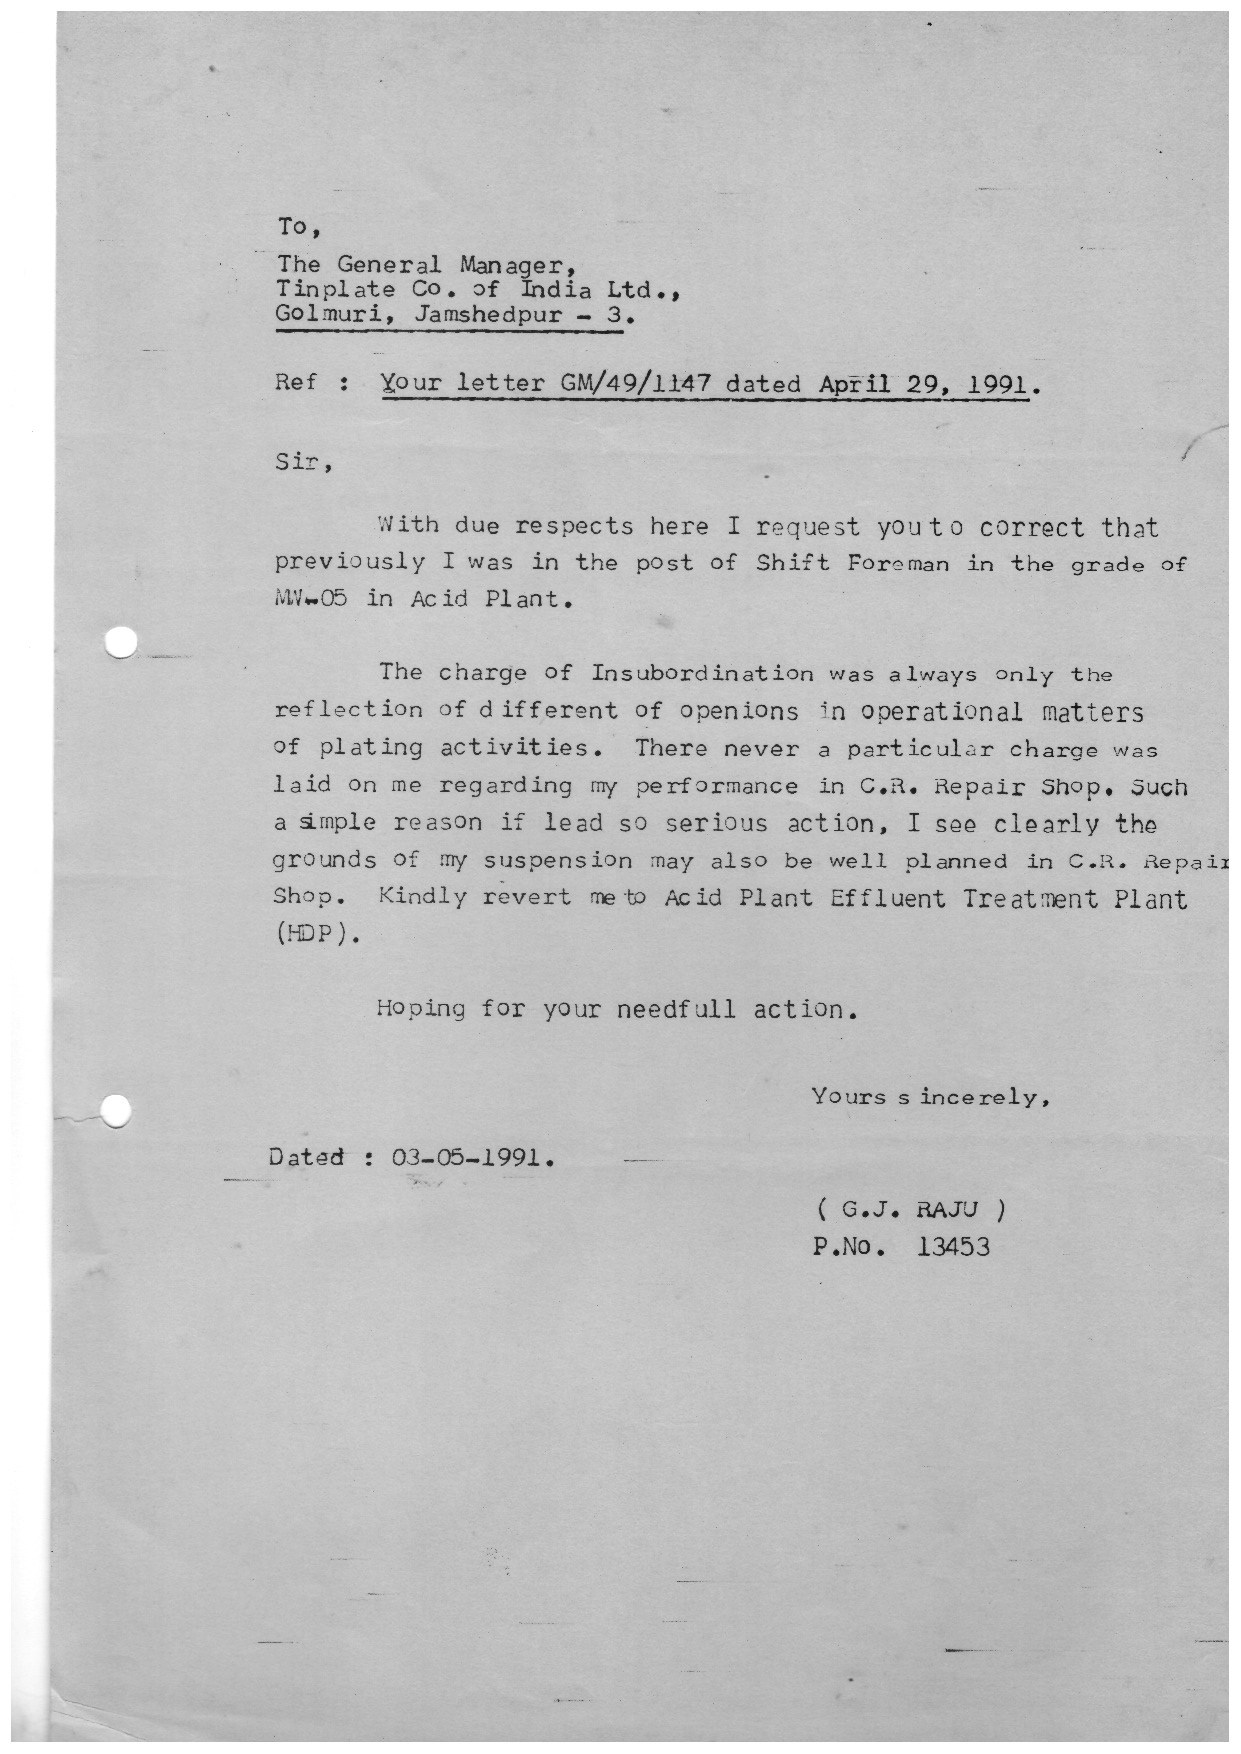 To,
The General Manager,
Tinplate Co. of India Ltd.,
Golmuri, Jamshedpur - 3.
Ref : Your letter GM/49/1147 dated April 29, 1991.
Sir,
With due respects here I request you to correct that
previously I was in the post of Shift Foreman in the grade of
MW-05 in Acid Plant.
The charge of Insubordination was always only the
reflection of different of openions in operational matters
of plating activities. There never a particular charge was
laid on me regarding my performance in C.R. Repair Shop. Such
a simple reason if lead so serious action, I see clearly the
grounds of my suspension may also be well planned in C.R. Repair
Shop. Kindly revert me to Acid Plant Effluent Treatment Plant
(HDP).
Hoping for your needfull action.
Yours sincerely,
Dated : 03-05-1991.
( G.J. RAJU )
P.No. 13453